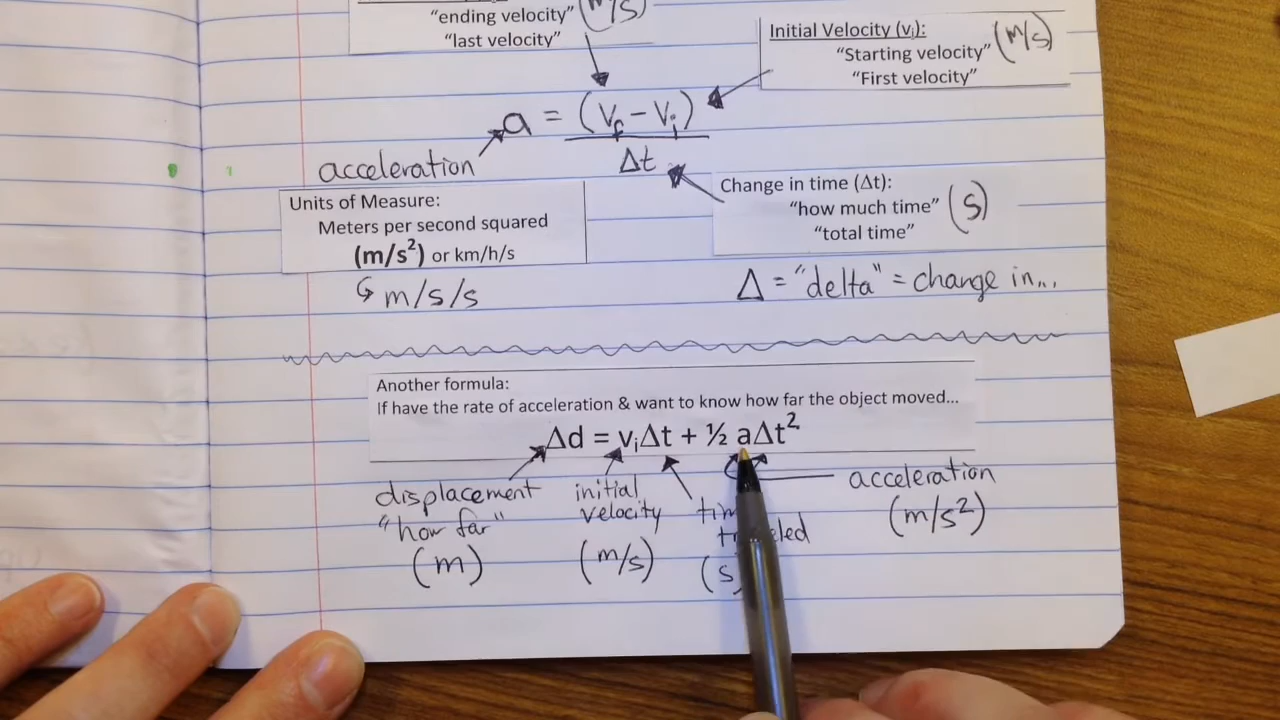 "ending velocity" (m/s)
"last velocity"
Initial Velocity (vi):
"Starting velocity" (m/s)
"First velocity"
a = (Vf − Vi)
Δt
acceleration
Units of Measure:
Meters per second squared
(m/s²) or km/h/s
m/s/s
Change in time (Δt):
"how much time" (s)
"total time"
Δ = "delta" = change in...
Another formula:
If have the rate of acceleration & want to know how far the object moved...
Δd = viΔt + ½ aΔt²
displacement
"how far"
(m)
initial
velocity
(m/s)
(s
acceleration
(m/s²)